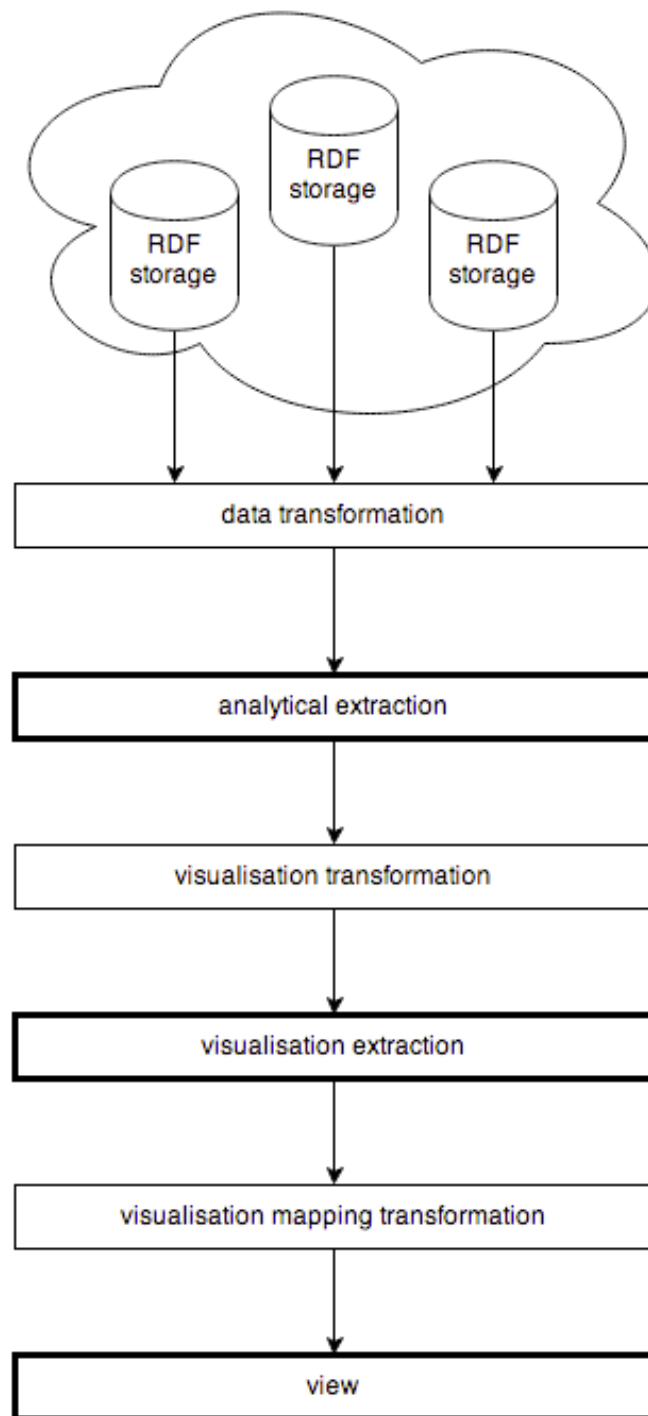 RDF
storage
RDF
storage
RDF
storage
data transformation
analytical extraction
visualisation transformation
visualisation extraction
visualisation mapping transformation
view